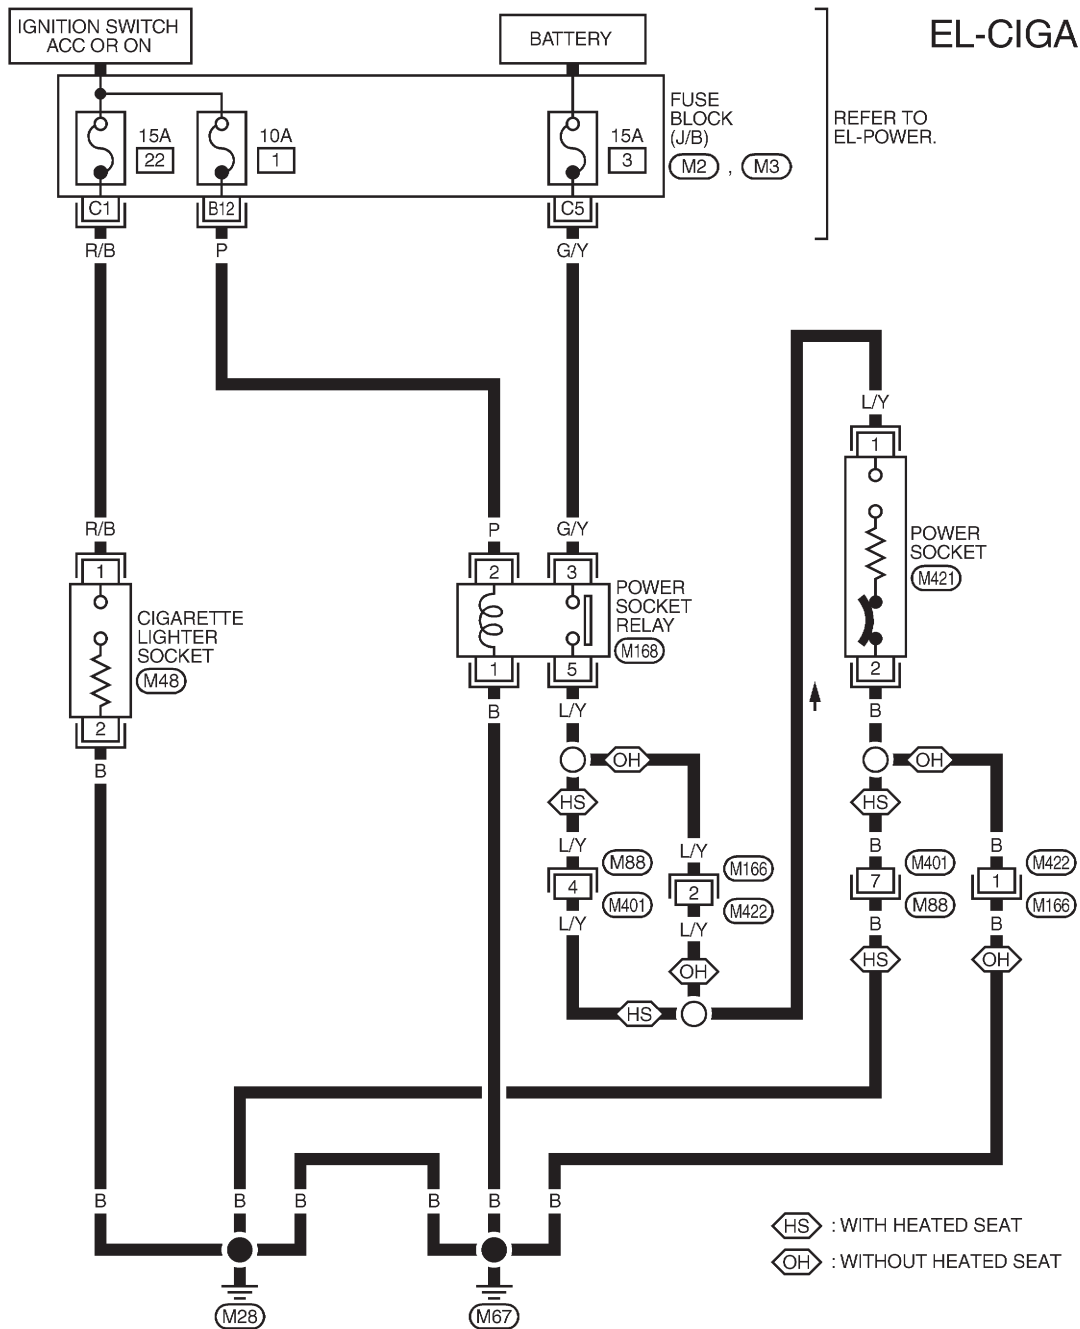 IGNITION SWITCH
ACC OR ON
BATTERY
EL-CIGA
15A
22
10A
1
15A
3
FUSE
BLOCK
(J/B)
M2 , M3
REFER TO
EL-POWER.
C1
B12
C5
R/B
P
G/Y
L/Y
1
R/B
P
G/Y
POWER
SOCKET
M421
1
2
3
CIGARETTE
LIGHTER
SOCKET
M48
POWER
SOCKET
RELAY
M168
1
5
2
2
B
L/Y
B
B
OH
OH
HS
HS
L/Y
L/Y
B
B
M88
M166
M401
M422
4
2
7
1
M401
M422
M88
M166
L/Y
L/Y
B
B
OH
HS
OH
HS
B
B
B
B
B
B
HS : WITH HEATED SEAT
OH : WITHOUT HEATED SEAT
M28
M67